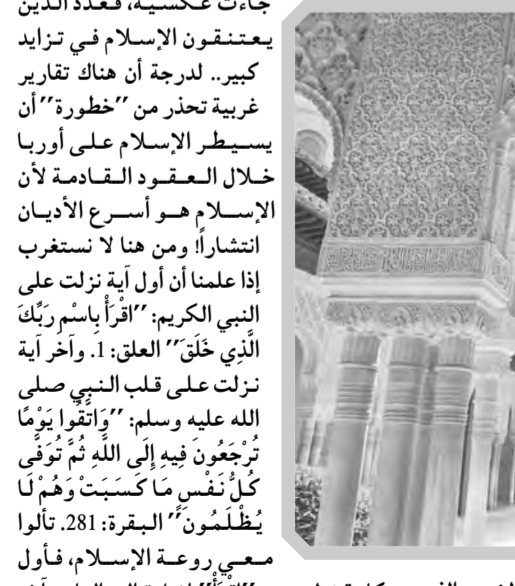 جاءت عكسية، فعدد الذين
يعتنقون الإسلام في تزايد
كبير.. لدرجة أن هناك تقارير
غربية تحذر من ’’خطورة’’ أن
يسيطر الإسلام على أوربا
خلال العقود القادمة لأن
الإسلام هو أسرع الأديان
انتشاراً! ومن هنا لا نستغرب
إذا علمنا أن أول آية نزلت على
النبي الكريم: ’’اقْرَأْ بِاسْمِ رَبِّكَ
الَّذِي خَلَقَ’’ العلق: 1. وآخر آية
نزلت على قلب النبي صلى
الله عليه وسلم: ’’وَاتَّقُوا يَوْمًا
تُرْجَعُونَ فِيهِ إِلَى اللَّهِ ثُمَّ تُوَفَّى
كُلُّ نَفْسٍ مَا كَسَبَتْ وَهُمْ لَا
يُظْلَمُونَ’’ البقرة: 281. تألوا
معي روعة الإسلام، فأول